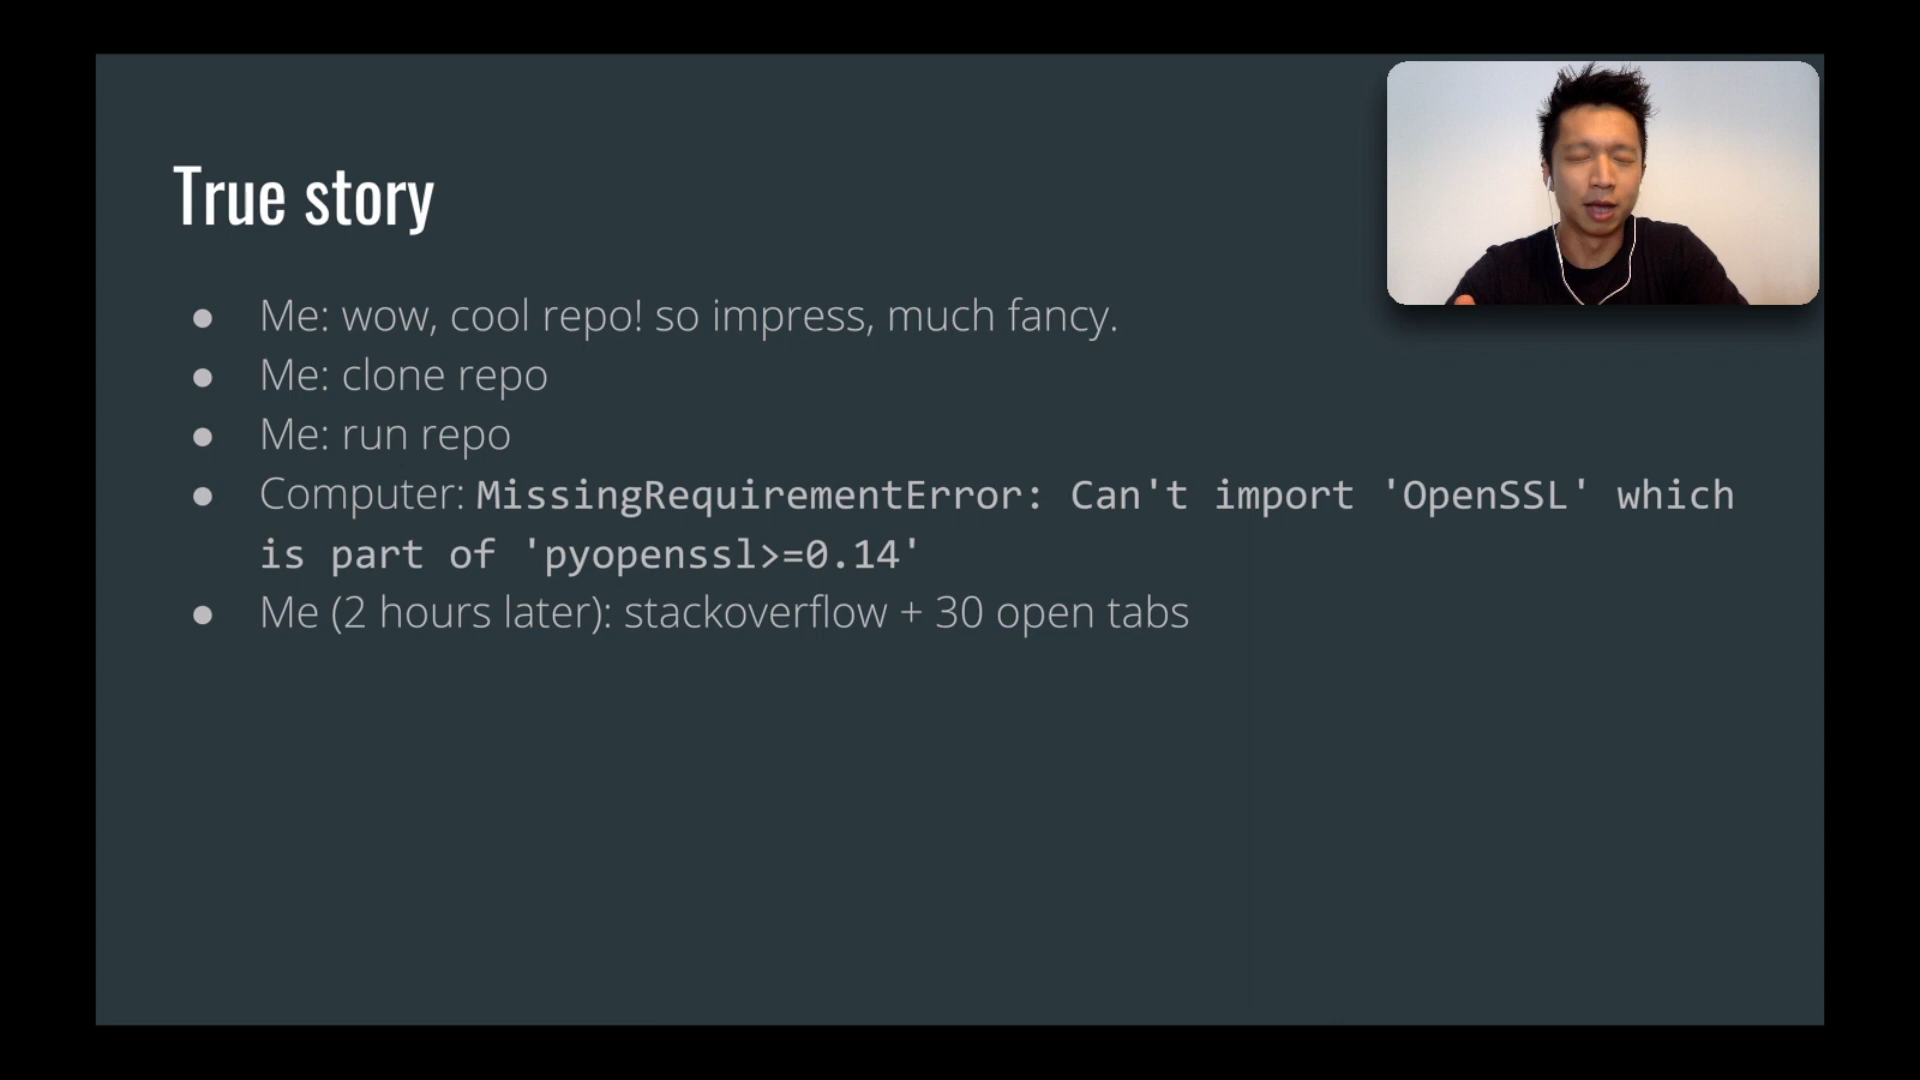 True story
● Me: wow, cool repo! so impress, much fancy.
● Me: clone repo
● Me: run repo
● Computer: MissingRequirementError: Can't import 'OpenSSL' which
is part of 'pyopenssl>=0.14'
● Me (2 hours later): stackoverflow + 30 open tabs